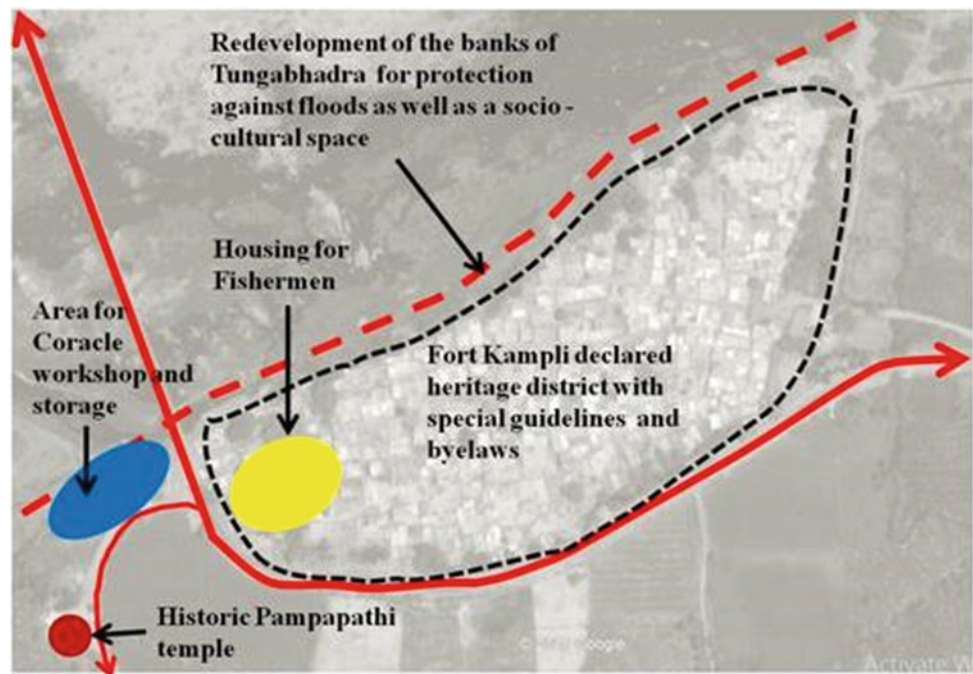 Redevelopment of the banks of
Tungabhadra for protection
against floods as well as a socio -
cultural space
Housing for
Fishermen
Area for
Coracle
workshop and
storage
Fort Kampli declared
heritage district with
special guidelines and
byelaws
Historic Pampapathi
temple
Google
Activate W